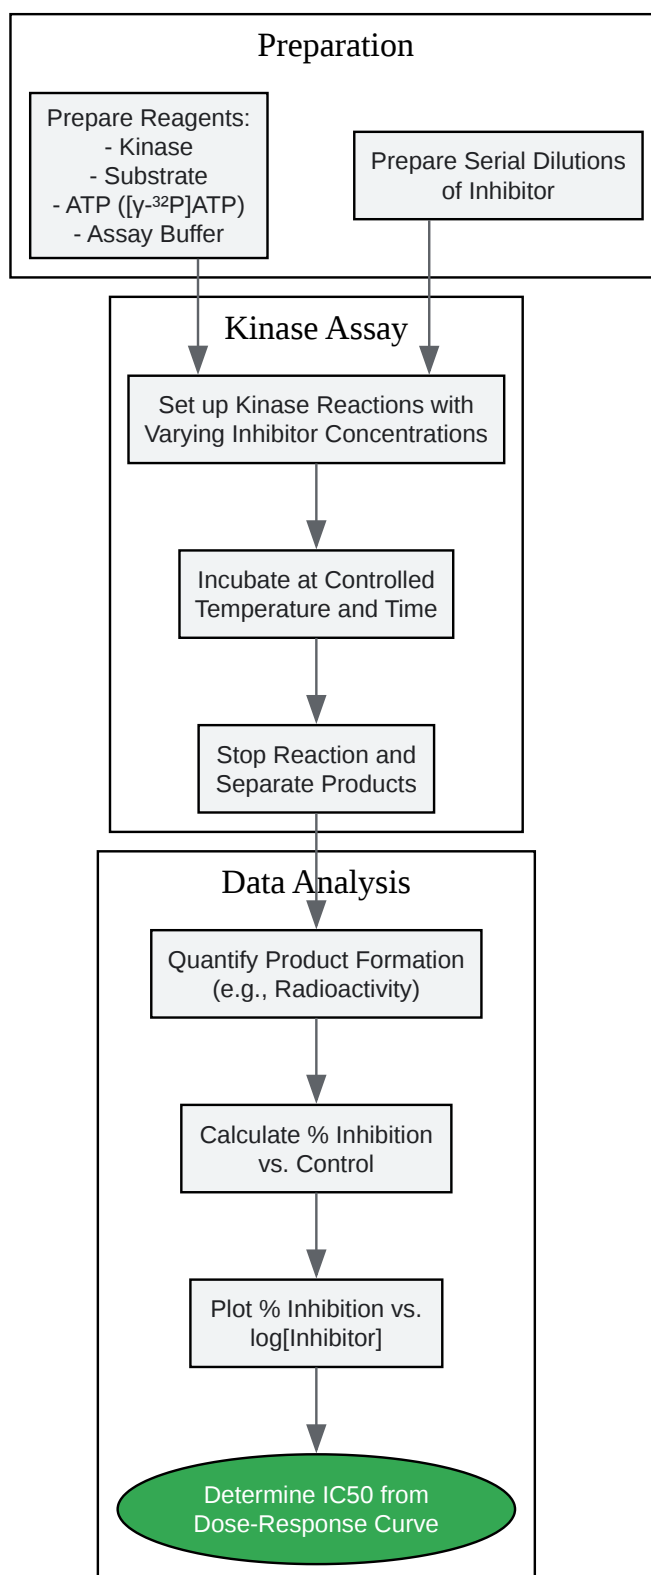 Preparation
Prepare Reagents:
- Kinase
- Substrate
- ATP ([γ-³²P]ATP)
- Assay Buffer
Prepare Serial Dilutions
of Inhibitor
Kinase Assay
Set up Kinase Reactions with
Varying Inhibitor Concentrations
Incubate at Controlled
Temperature and Time
Stop Reaction and
Separate Products
Data Analysis
Quantify Product Formation
(e.g., Radioactivity)
Calculate % Inhibition
vs. Control
Plot % Inhibition vs.
log[Inhibitor]
Determine IC50 from
Dose-Response Curve